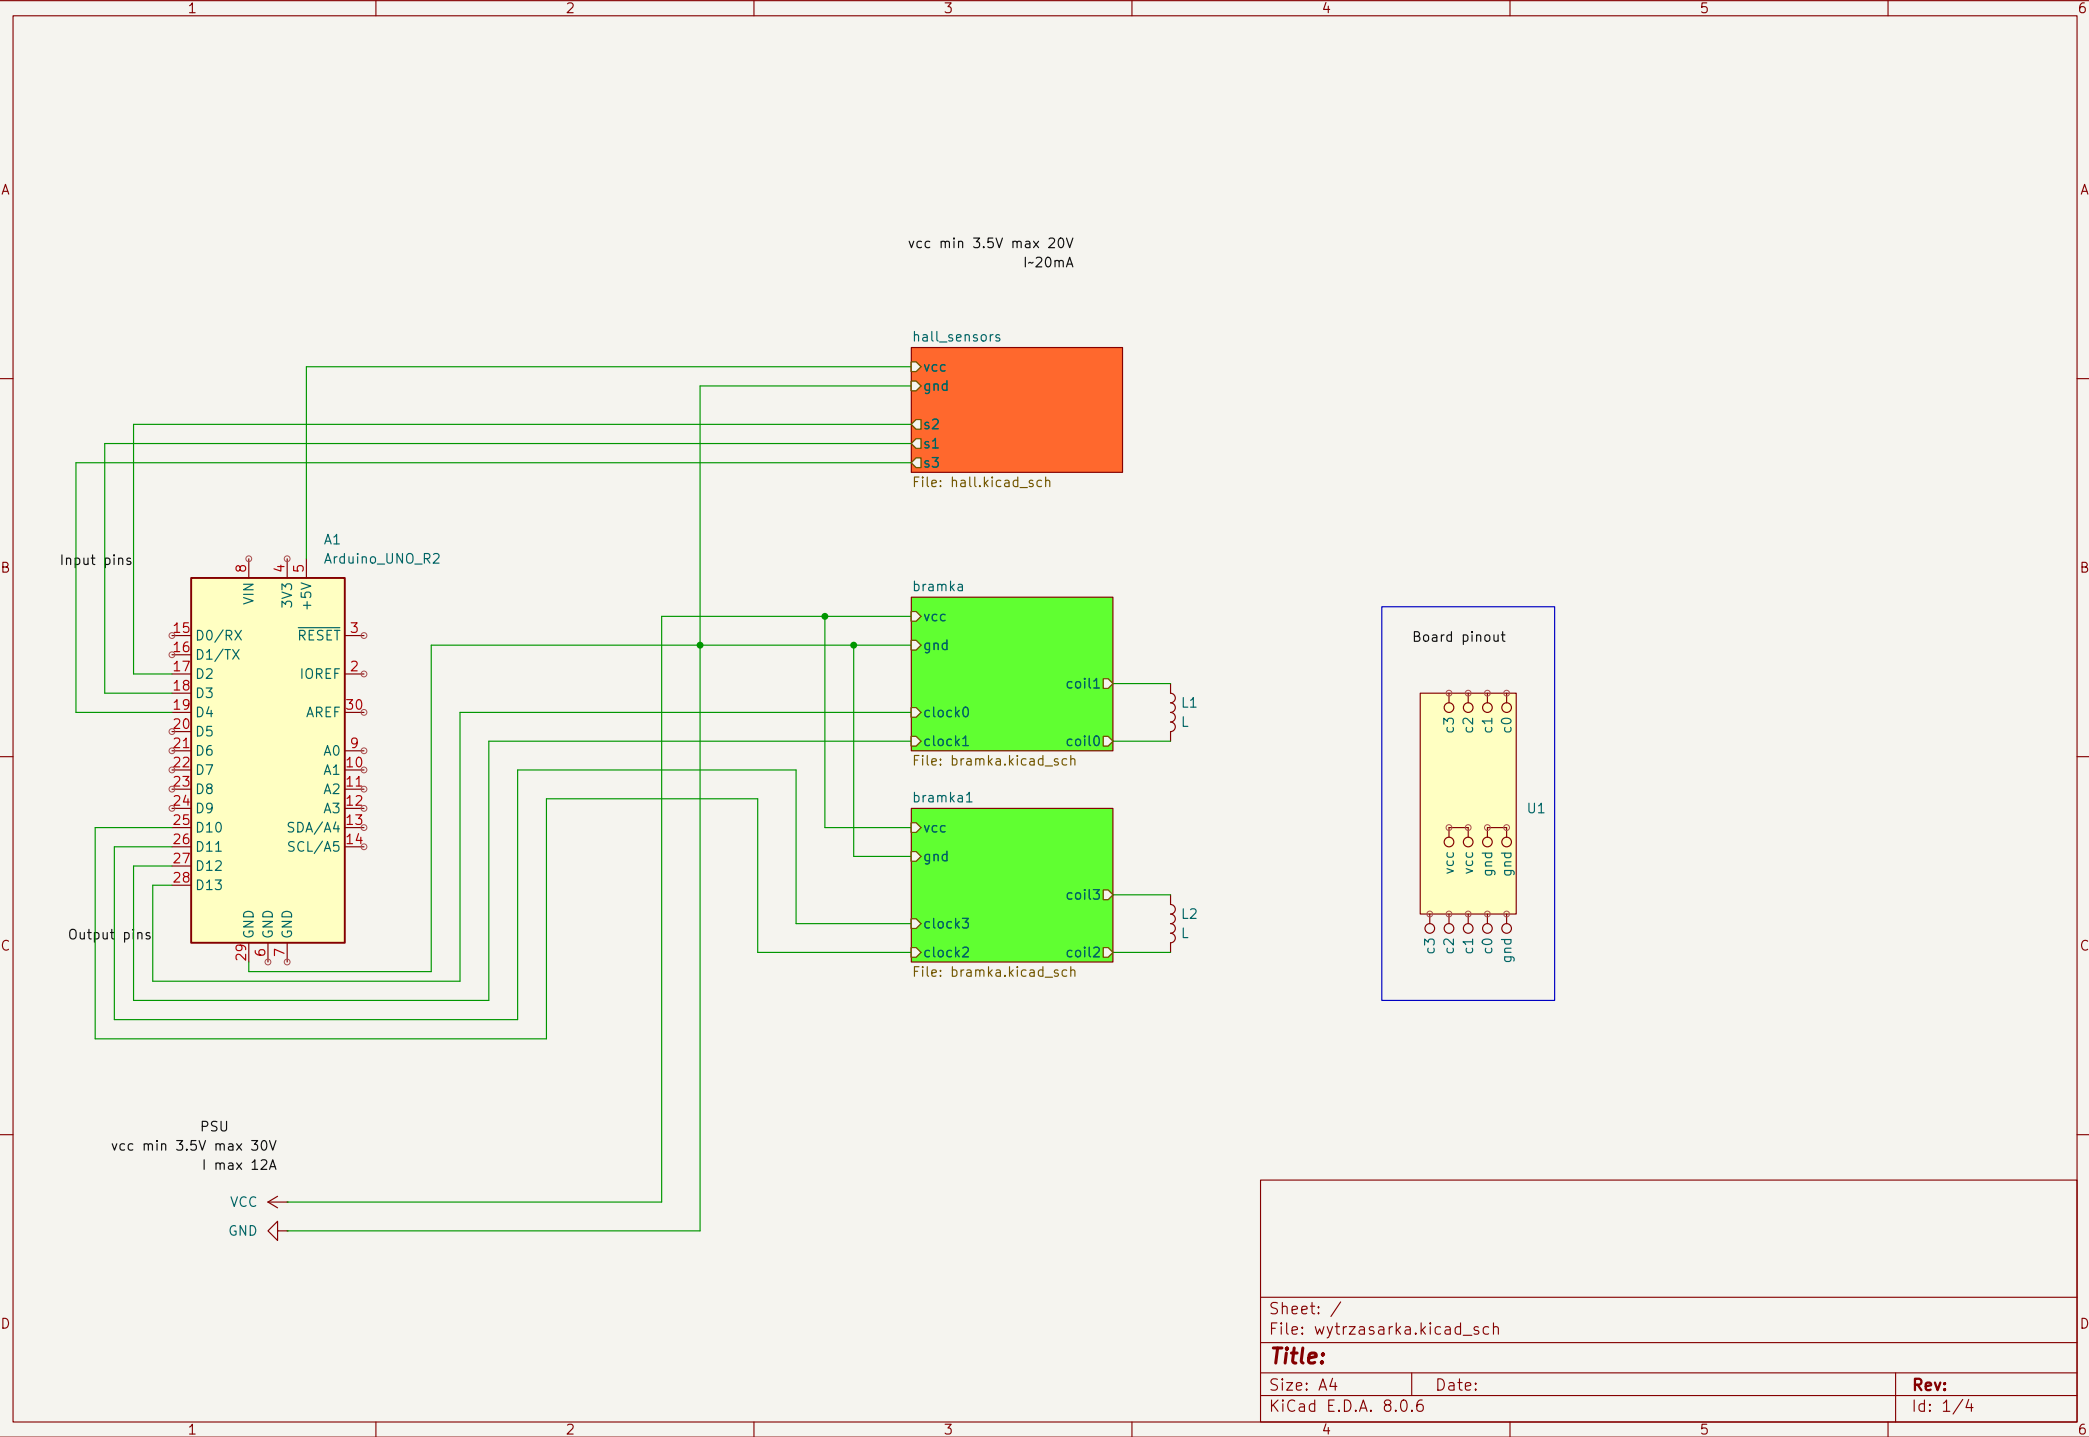 1 2 3 4 5 6
A A
vcc min 3.5V max 20V
I~20mA
hall_sensors
vcc
gnd
s2
s1
s3
File: hall.kicad_sch
A1
Arduino_UNO_R2
Input pins
B B
8 4 5
VIN 3V3 +5V
15 D0/RX RESET 3
16 D1/TX
17 D2 IOREF 2
18 D3
19 D4 AREF 30
20 D5
21 D6 A0 9
22 D7 A1 10
23 D8 A2 11
24 D9 A3 12
25 D10 SDA/A4 13
26 D11 SCL/A5 14
27 D12
28 D13
GND GND GND
29 6 7
Output pins
bramka
vcc
gnd
coil1
clock0
clock1 coil0
File: bramka.kicad_sch
L1
L
bramka1
vcc
gnd
coil3
clock3
clock2 coil2
File: bramka.kicad_sch
L2
L
Board pinout
c3 c2 c1 c0
U1
vcc vcc gnd gnd
c3 c2 c1 c0 gnd
C C
PSU
vcc min 3.5V max 30V
I max 12A
VCC
GND
D D
Sheet: /
File: wytrzasarka.kicad_sch
Title:
Size: A4 Date: Rev:
KiCad E.D.A. 8.0.6 Id: 1/4
1 2 3 4 5 6